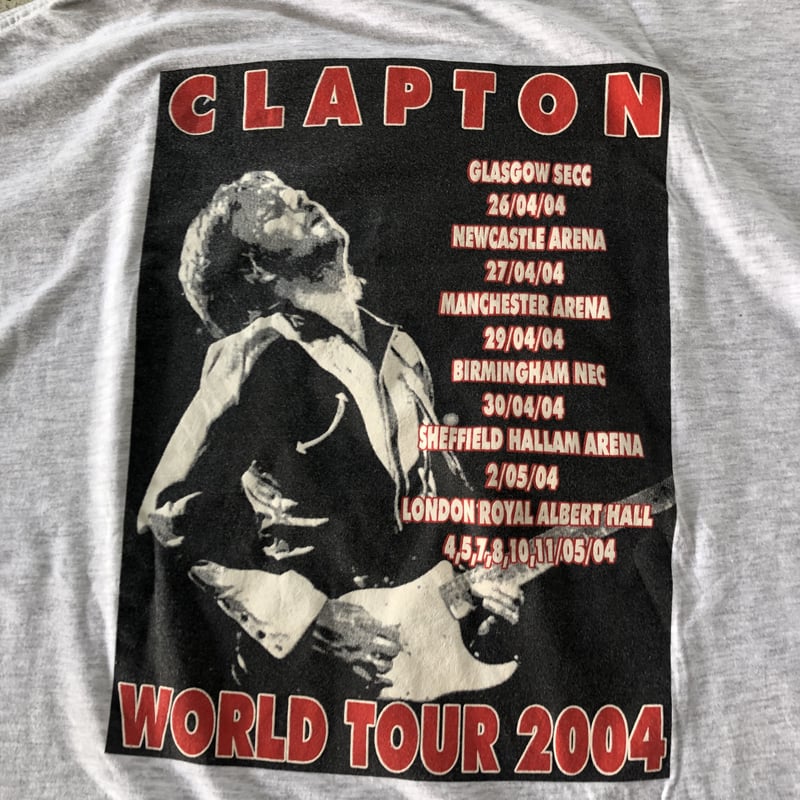 CLAPTON
GLASGOW SECC
26/04/04
NEWCASTLE ARENA
27/04/04
MANCHESTER ARENA
29/04/04
BIRMINGHAM NEC
30/04/04
SHEFFIELD HALLAM ARENA
2/05/04
LONDON ROYAL ALBERT HALL
4,5,7,8,10,11/05/04
WORLD TOUR 2004